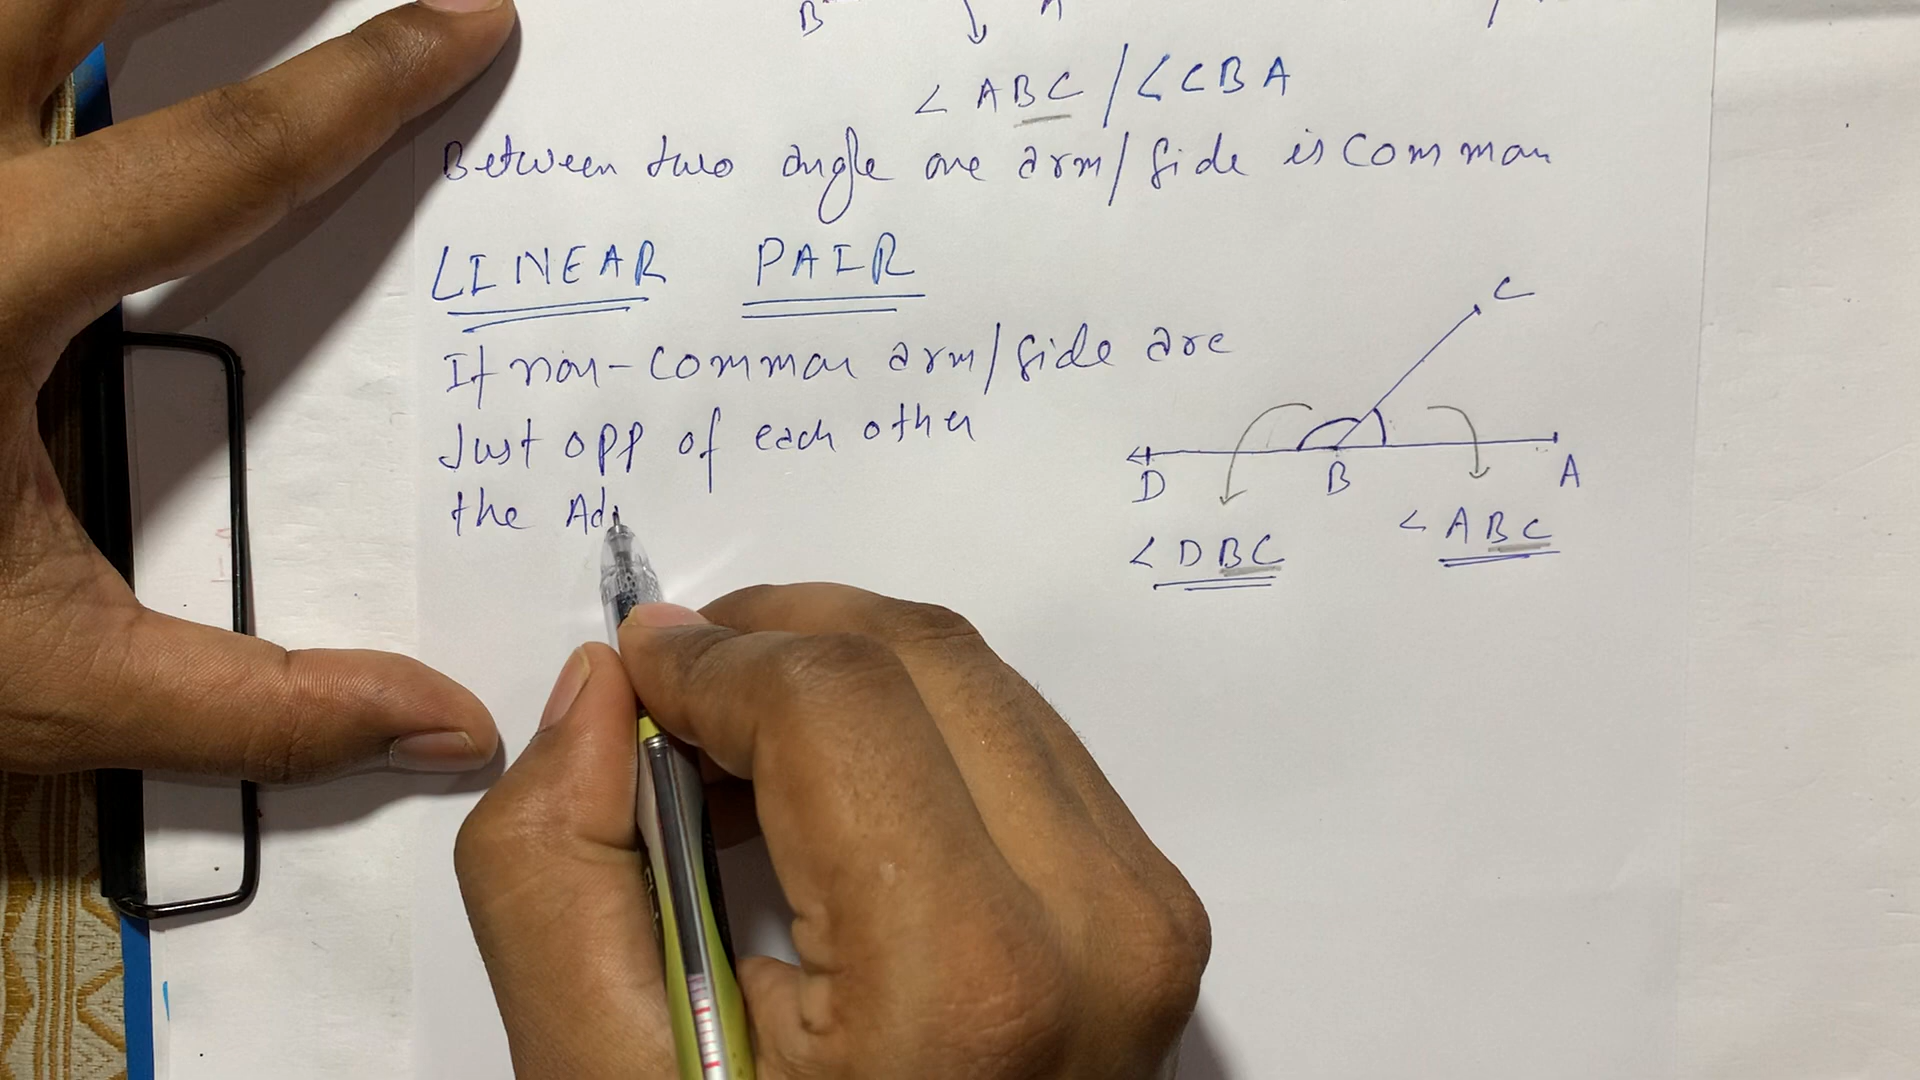 B A
∠ABC / ∠CBA
Between two angle one arm/side is common
LINEAR PAIR
If non-common arm/side are
Just opp of each other
the Ad
C
D B A
∠DBC
∠ABC